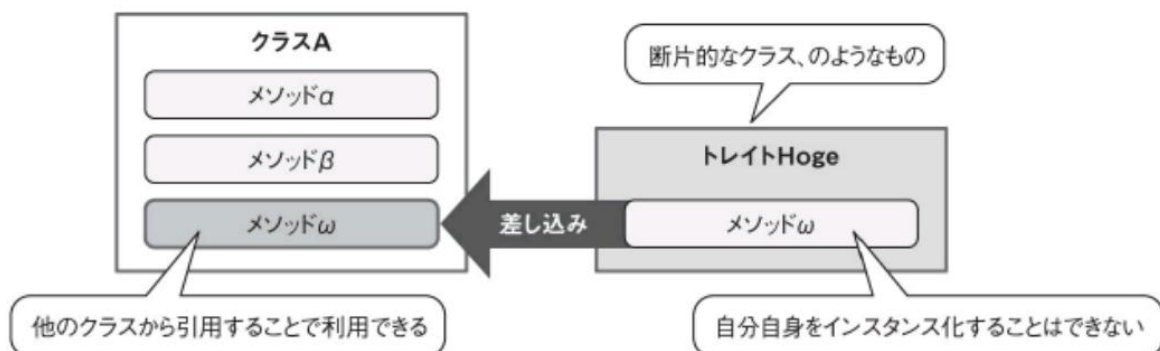 クラスA
メソッドα
メソッドβ
メソッドω
他のクラスから引用することで利用できる
差し込み
断片的なクラス、のようなもの
トレイトHoge
メソッドω
自分自身をインスタンス化することはできない